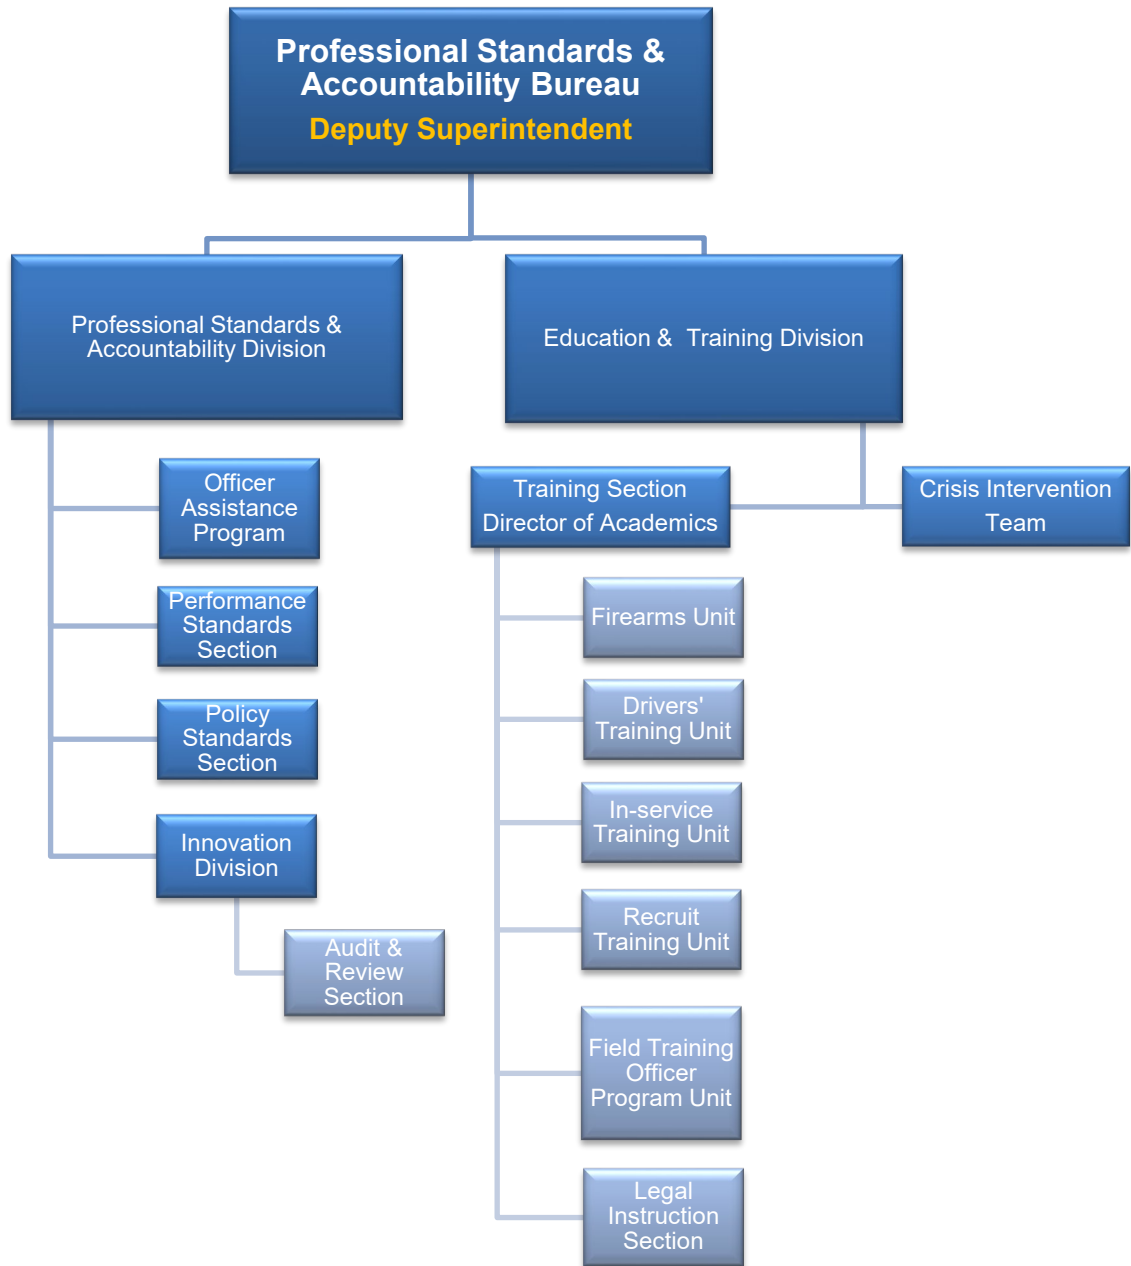 Professional Standards &
Accountability Bureau
Deputy Superintendent
Professional Standards &
Accountability Division
Education &  Training Division
Officer
Assistance
Program
Performance
Standards
Section
Policy
Standards
Section
Innovation
Division
Audit &
Review
Section
Training Section
Director of Academics
Crisis Intervention
Team
Firearms Unit
Drivers'
Training Unit
In-service
Training Unit
Recruit
Training Unit
Field Training
Officer
Program Unit
Legal
Instruction
Section